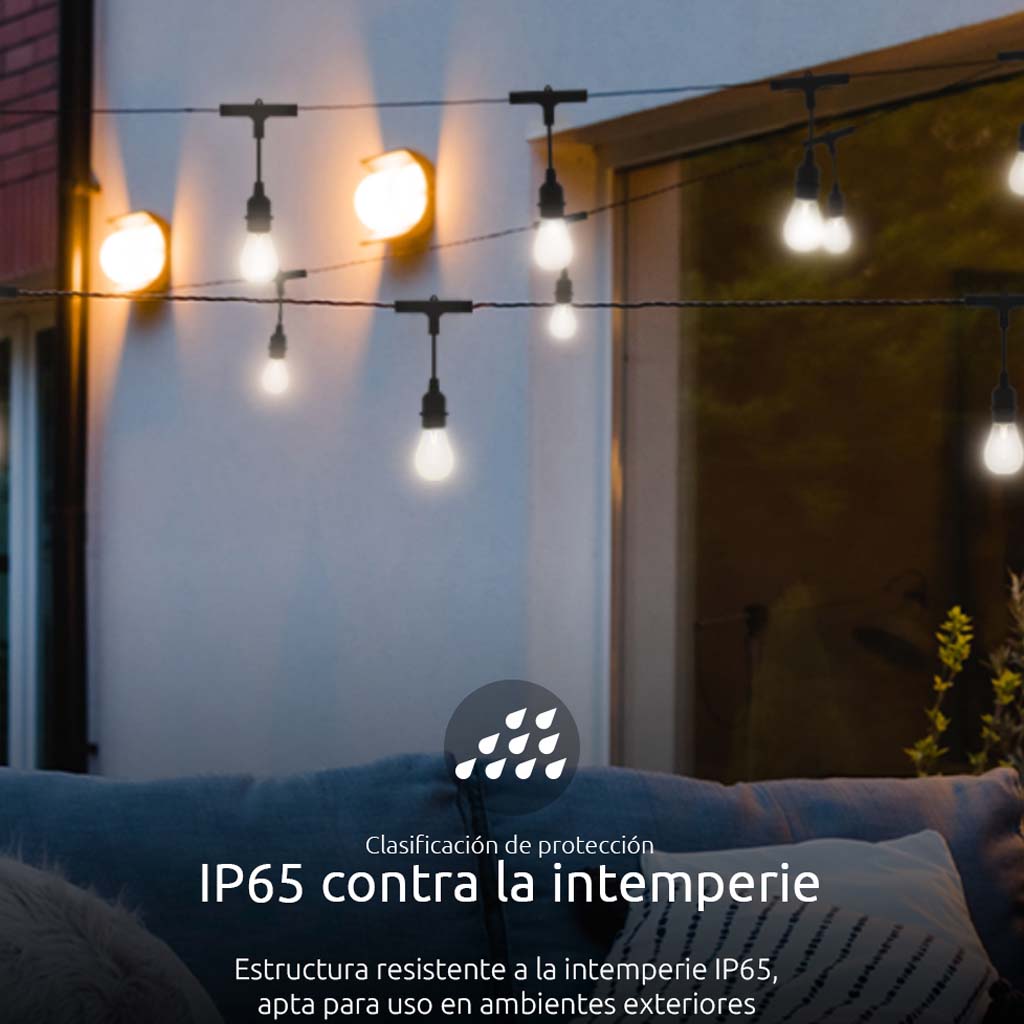 Clasificación de protección
IP65 contra la intemperie
Estructura resistente a la intemperie IP65,
apta para uso en ambientes exteriores